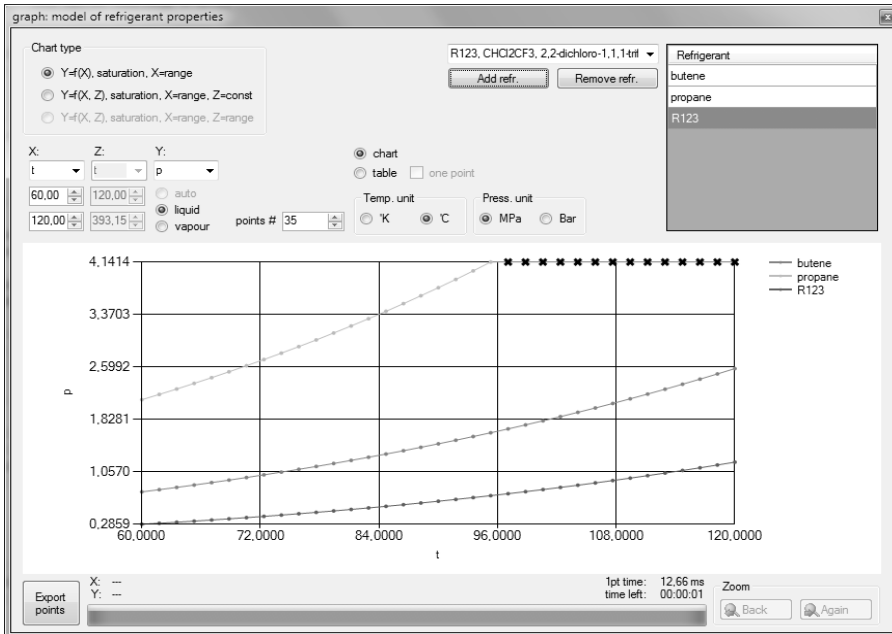 graph: model of refrigerant properties
Chart type
Y=f(X), saturation, X=range
Y=f(X, Z), saturation, X=range, Z=const
Y=f(X, Z), saturation, X=range, Z=range
R123, CHCl2CF3, 2,2-dichloro-1,1,1-trif
Add refr.
Remove refr.
Refrigerant
butene
propane
R123
X:
Z:
Y:
t
t
p
60,00
120,00
auto
liquid
120,00
393,15
vapour
points #
35
chart
table
one point
Temp. unit
'K
'C
Press. unit
MPa
Bar
4,1414
3,3703
2,5992
1,8281
1,0570
0,2859
p
60,0000
72,0000
84,0000
96,0000
108,0000
120,0000
t
butene
propane
R123
Export
points
X: ---
Y: ---
1pt time: 12,66 ms
time left: 00:00:01
Zoom
Back
Again